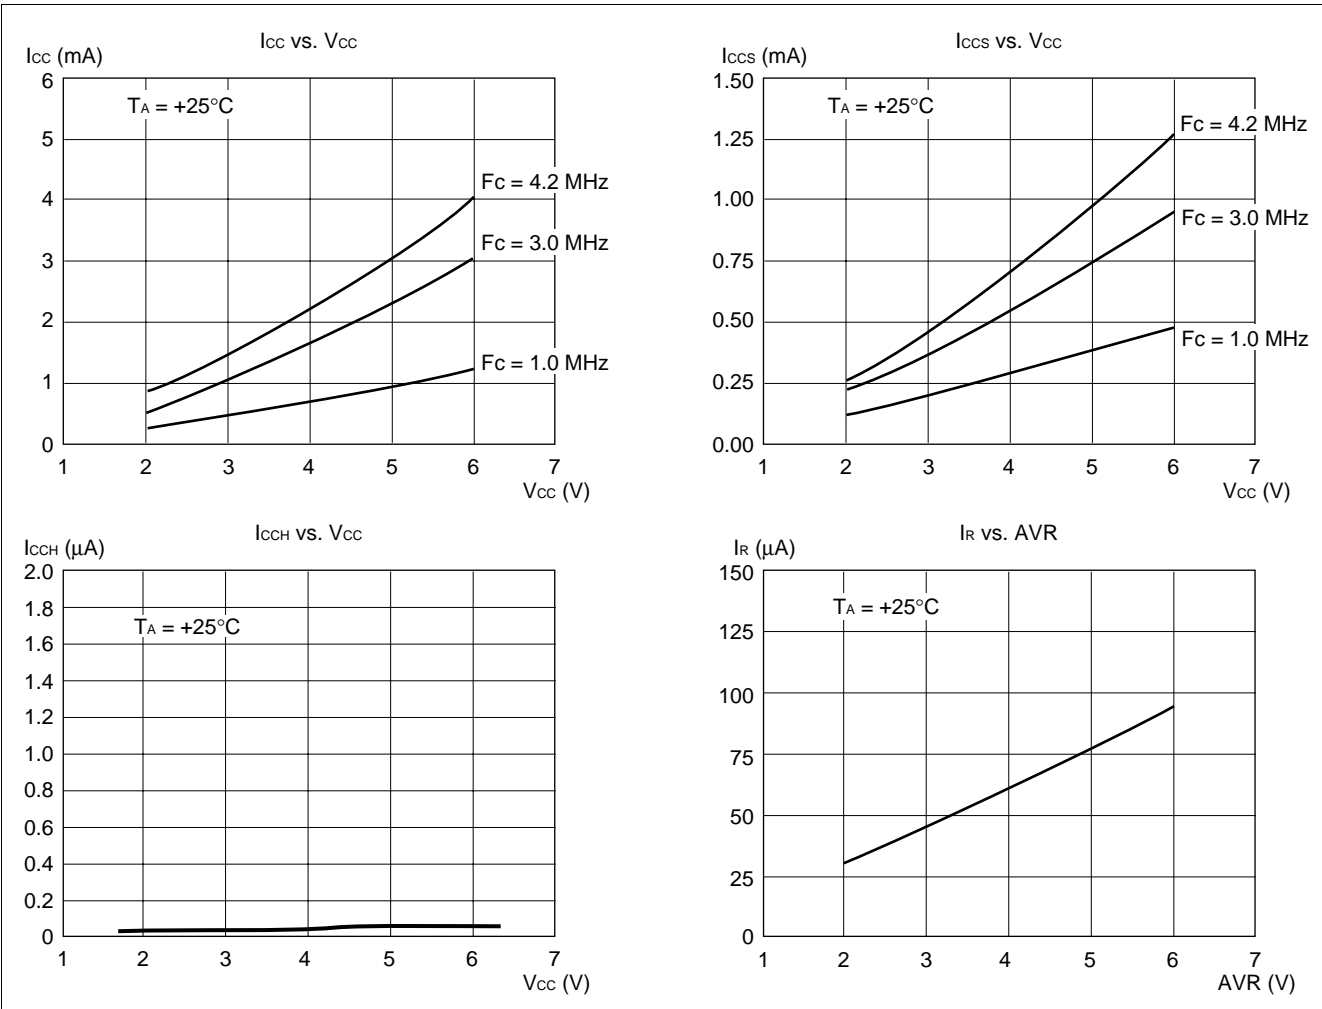 ICC vs. VCC
ICC (mA)
TA = +25°C
6
5
4
3
2
1
0
FC = 4.2 MHz
FC = 3.0 MHz
FC = 1.0 MHz
1 2 3 4 5 6 7
VCC (V)
ICCS vs. VCC
ICCS (mA)
TA = +25°C
1.50
1.25
1.00
0.75
0.50
0.25
0.00
FC = 4.2 MHz
FC = 3.0 MHz
FC = 1.0 MHz
1 2 3 4 5 6 7
VCC (V)
ICCH vs. VCC
ICCH (µA)
2.0
1.8
TA = +25°C
1.6
1.4
1.2
1.0
0.8
0.6
0.4
0.2
0
1 2 3 4 5 6 7
VCC (V)
IR vs. AVR
IR (µA)
150
TA = +25°C
125
100
75
50
25
0
1 2 3 4 5 6 7
AVR (V)